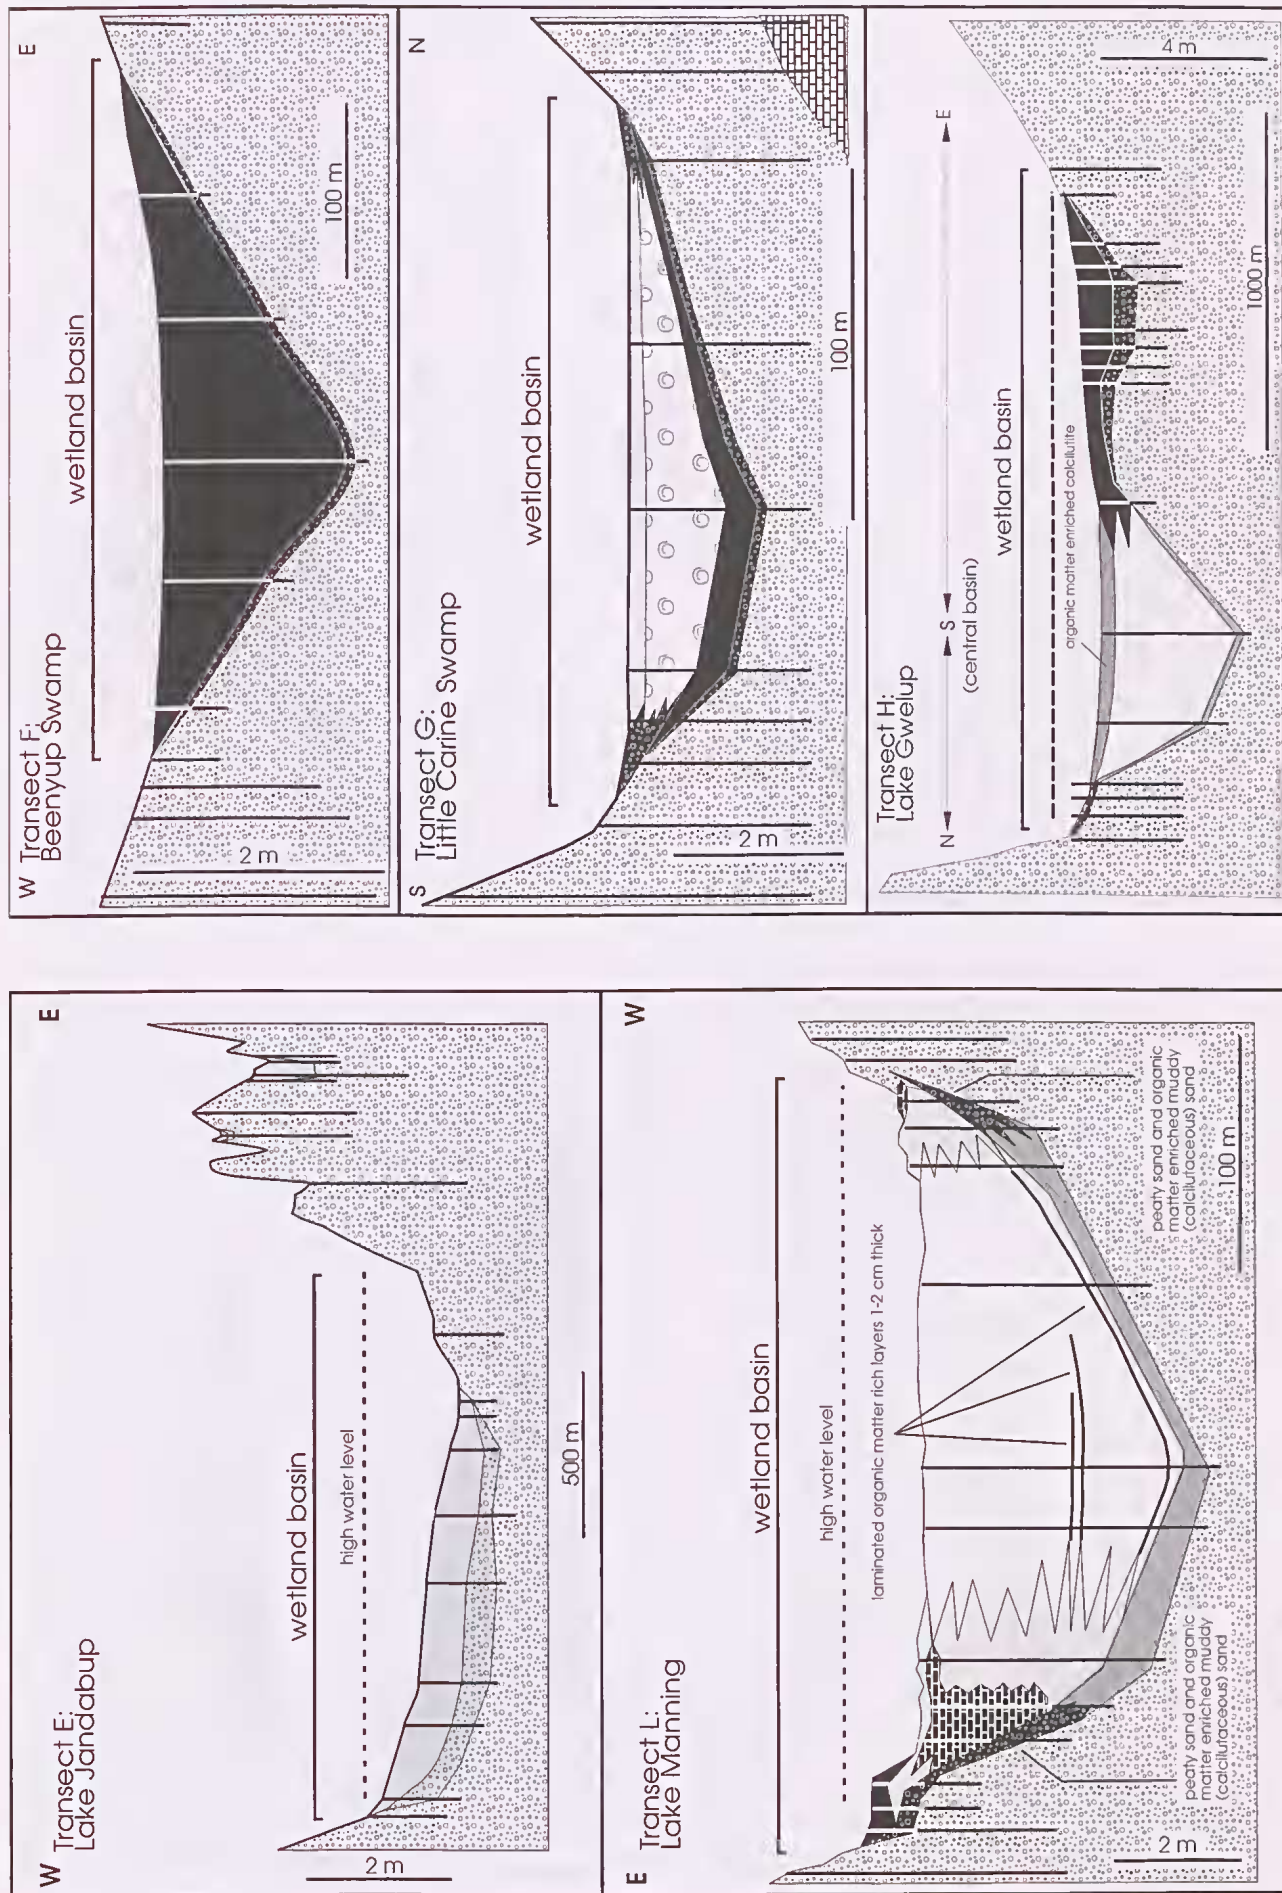 W
Transect F:
Beenyup Swamp
E
wetland basin
2 m
100 m
S
Transect G:
Little Carine Swamp
N
wetland basin
2 m
100 m
Transect H:
Lake Gwelup
N
S
(central basin)
E
wetland basin
organic matter enriched calcilutite
4 m
1000 m
W
Transect E:
Lake Jandabup
E
wetland basin
high water level
2 m
500 m
E
Transect L:
Lake Manning
W
wetland basin
high water level
laminated organic matter rich layers 1-2 cm thick
peaty sand and organic
matter enriched muddy
(calcilutaceous) sand
peaty sand and organic
matter enriched muddy
(calcilutaceous) sand
2 m
100 m